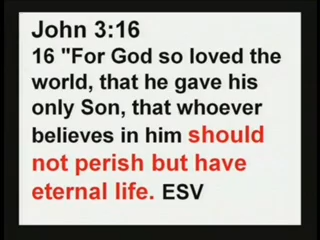 John 3:16
16 "For God so loved the
world, that he gave his
only Son, that whoever
believes in him should
not perish but have
eternal life. ESV